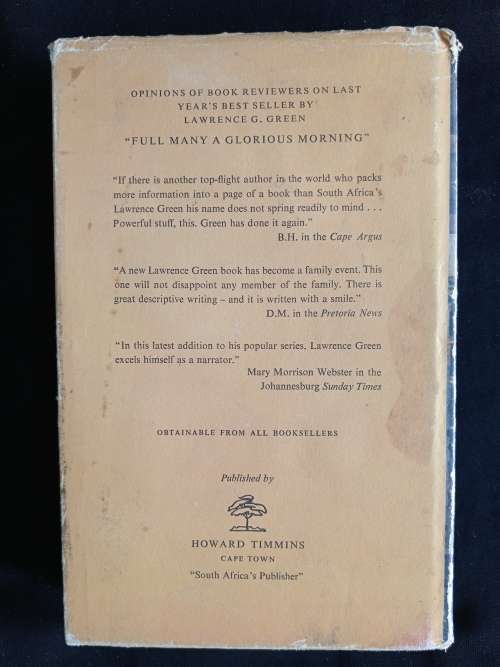 OPINIONS OF BOOK REVIEWERS ON LAST
YEAR'S BEST SELLER BY
LAWRENCE G. GREEN
"FULL MANY A GLORIOUS MORNING"
"If there is another top-flight author in the world who packs
more information into a page of a book than South Africa's
Lawrence Green his name does not spring readily to mind . . .
Powerful stuff, this. Green has done it again."
B.H. in the Cape Argus
"A new Lawrence Green book has become a family event. This
one will not disappoint any member of the family. There is
great descriptive writing – and it is written with a smile."
D.M. in the Pretoria News
"In this latest addition to his popular series, Lawrence Green
excels himself as a narrator."
Mary Morrison Webster in the
Johannesburg Sunday Times
OBTAINABLE FROM ALL BOOKSELLERS
Published by
HOWARD TIMMINS
CAPE TOWN
"South Africa's Publisher"